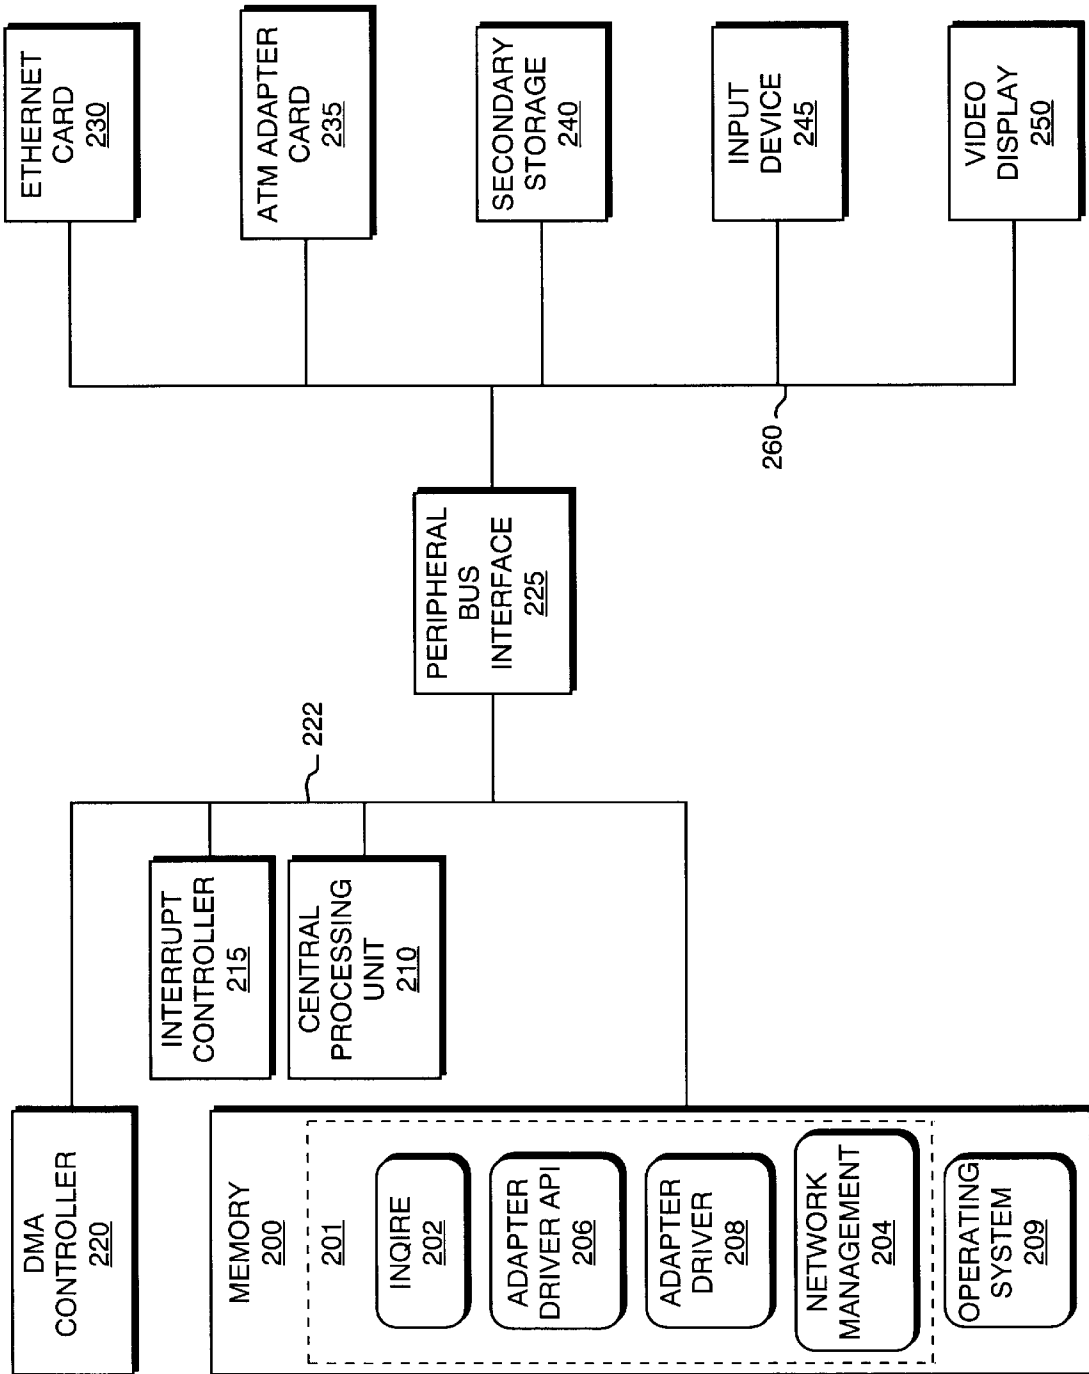 DMA
CONTROLLER
220
MEMORY
200
201
INQIRE
202
ADAPTER
DRIVER API
206
ADAPTER
DRIVER
208
NETWORK
MANAGEMENT
204
OPERATING
SYSTEM
209
INTERRUPT
CONTROLLER
215
CENTRAL
PROCESSING
UNIT
210
222
PERIPHERAL
BUS
INTERFACE
225
260
ETHERNET
CARD
230
ATM ADAPTER
CARD
235
SECONDARY
STORAGE
240
INPUT
DEVICE
245
VIDEO
DISPLAY
250